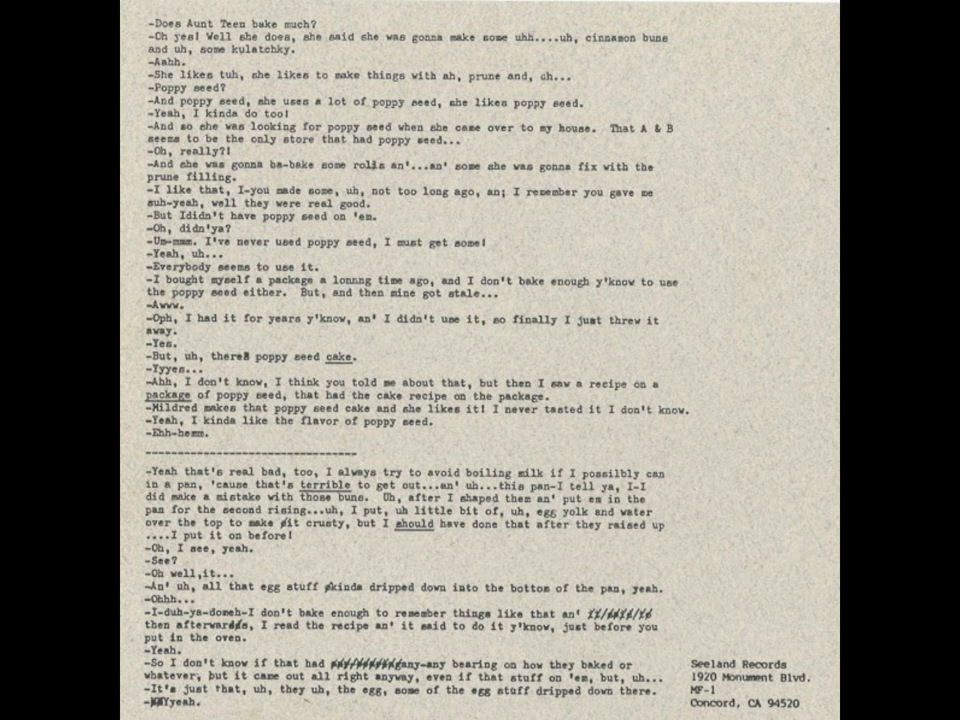 -Does Aunt Teen bake much?
-Oh yes! Well she does, she said she was gonna make some uhh....uh, cinnamon buns
and uh, some kulatchky.
-Aahh.
-She likes tuh, she likes to make things with ah, prune and, uh...
-Poppy seed?
-And poppy seed, she uses a lot of poppy seed, she likes poppy seed.
-Yeah, I kinda do too!
-And so she was looking for poppy seed when she came over to my house.  That A & B
seems to be the only store that had poppy seed...
-Oh, really?!
-And she was gonna ba-bake some rolls an'...an' some she was gonna fix with the
prune filling.
-I like that, I-you made some, uh, not too long ago, an; I remember you gave me
suh-yeah, well they were real good.
-But Ididn't have poppy seed on 'em.
-Oh, didn'ya?
-Um-mmm. I've never used poppy seed, I must get some!
-Yeah, uh...
-Everybody seems to use it.
-I bought myself a package a lonnng time ago, and I don't bake enough y'know to use
the poppy seed either.  But, and then mine got stale...
-Awww.
-Oph, I had it for years y'know, an' I didn't use it, so finally I just threw it
away.
-Yes.
-But, uh, theres poppy seed cake.
-Yyyes...
-Ahh, I don't know, I think you told me about that, but then I saw a recipe on a
package of poppy seed, that had the cake recipe on the package.
-Mildred makes that poppy seed cake and she likes it! I never tasted it I don't know.
-Yeah, I kinda like the flavor of poppy seed.
-Ehh-hemm.
-------------------------------
-Yeah that's real bad, too, I always try to avoid boiling milk if I possilbly can
in a pan, 'cause that's terrible to get out...an' uh...this pan-I tell ya, I-I
did make a mistake with those buns.  Uh, after I shaped them an' put em in the
pan for the second rising...uh, I put, uh little bit of, uh, egg yolk and water
over the top to make it crusty, but I should have done that after they raised up
....I put it on before!
-Oh, I see, yeah.
-See?
-Oh well,it...
-An' uh, all that egg stuff kinda dripped down into the bottom of the pan, yeah.
-Ohhh...
-I-duh-ya-domeh-I don't bake enough to remember things like that an'
then afterwards, I read the recipe an' it said to do it y'know, just before you
put in the oven.
-Yeah.
-So I don't know if that had any-any bearing on how they baked or
whatever, but it came out all right anyway, even if that stuff on 'em, but, uh...
-It's just that, uh, they uh, the egg, some of the egg stuff dripped down there.
-Yyeah.
Seeland Records
1920 Monument Blvd.
MF-1
Concord, CA 94520